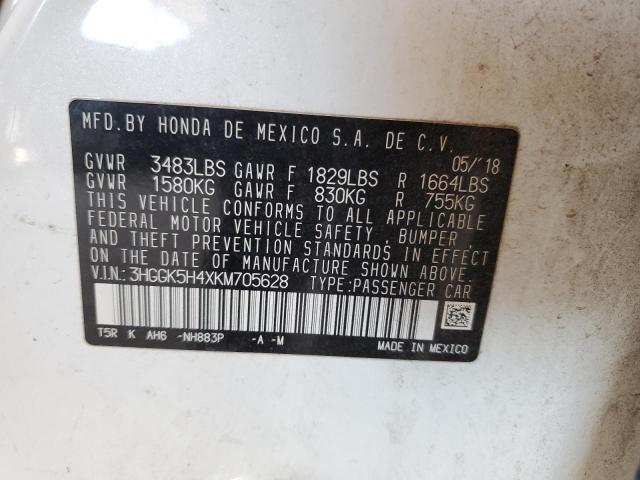 MFD.BY HONDA DE MEXICO S.A. DE C.V.
05/'18
GVWR 3483LBS GAWR F 1829LBS R 1664LBS
GVWR 1580KG GAWR F 830KG R 755KG
THIS VEHICLE CONFORMS TO ALL APPLICABLE
FEDERAL MOTOR VEHICLE SAFETY, BUMPER ,
AND THEFT PREVENTION STANDARDS IN EFFECT
ON THE DATE OF MANUFACTURE SHOWN ABOVE.
V.I.N.: 3HGGK5H4XKM705628 TYPE:PASSENGER CAR
T5R K AH6 -NH883P -A -M
MADE IN MEXICO